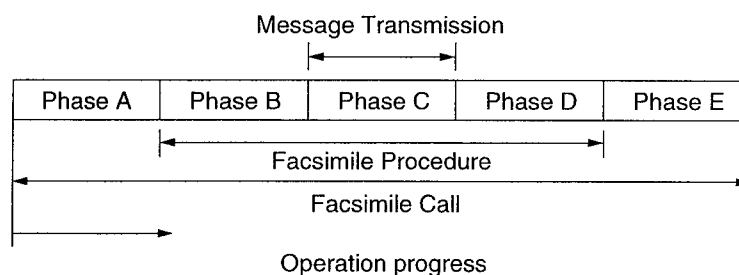 Message Transmission
Phase A Phase B Phase C Phase D Phase E
Facsimile Procedure
Facsimile Call
Operation progress